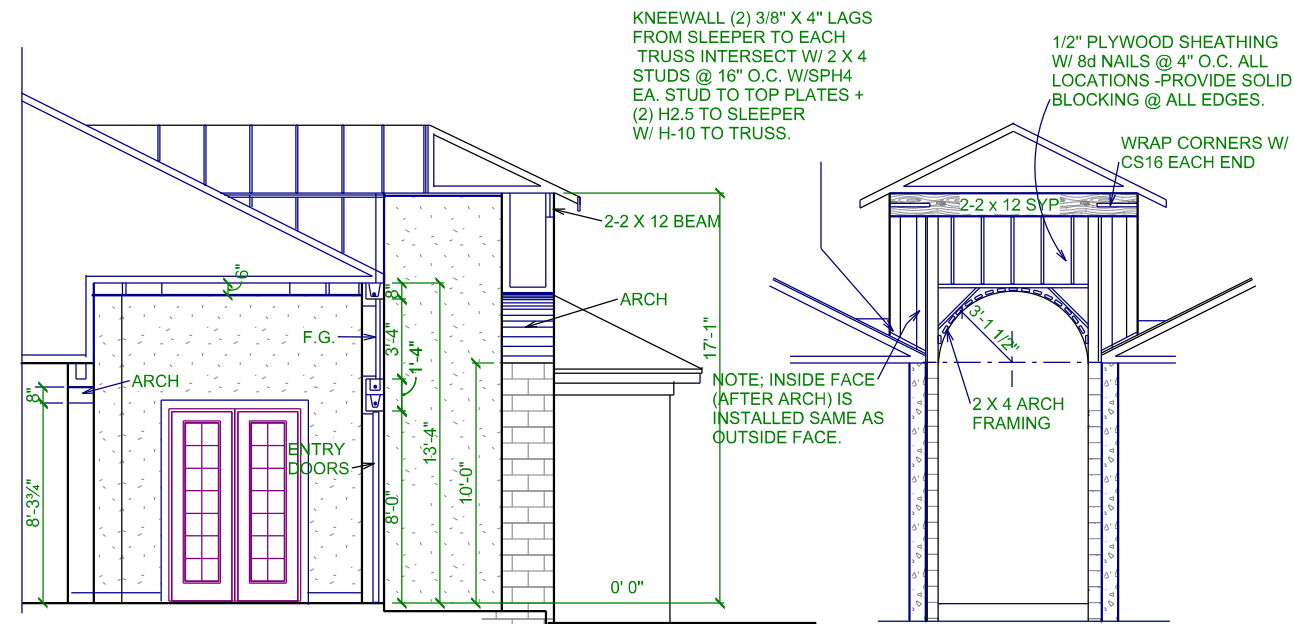 KNEEWALL (2) 3/8" X 4" LAGS
FROM SLEEPER TO EACH
TRUSS INTERSECT W/ 2 X 4
STUDS @ 16" O.C. W/SPH4
EA. STUD TO TOP PLATES +
(2) H2.5 TO SLEEPER
W/ H-10 TO TRUSS.
1/2" PLYWOOD SHEATHING
W/ 8d NAILS @ 4" O.C. ALL
LOCATIONS -PROVIDE SOLID
BLOCKING @ ALL EDGES.
WRAP CORNERS W/
CS16 EACH END
2-2 X 12 BEAM
2-2 x 12 SYP
6"
8"
ARCH
F.G.
3'-4"
1'-4"
17'-1"
3'-1 1/2"
ARCH
8"
NOTE; INSIDE FACE
(AFTER ARCH) IS
INSTALLED SAME AS
OUTSIDE FACE.
2 X 4 ARCH
FRAMING
ENTRY
DOORS
13'-4"
10'-0"
8'-3¾"
8'-0"
0' 0"